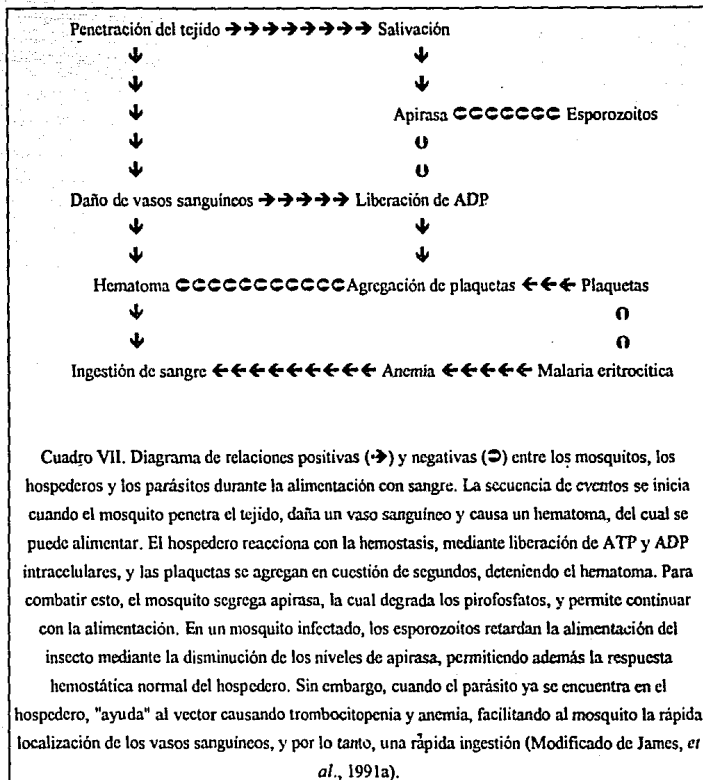 Penetración del tejido ➔➔➔➔➔➔➔➔ Salivación
Apirasa ⊂⊂⊂⊂⊂⊂⊂ Esporozoitos
Daño de vasos sanguíneos ➔➔➔➔➔ Liberación de ADP
Hematoma ⊂⊂⊂⊂⊂⊂⊂⊂⊂⊂⊂Agregación de plaquetas ←←← Plaquetas
Ingestión de sangre ←←←←←←←←← Anemia ←←←←← Malaria eritrocítica
Cuadro VII. Diagrama de relaciones positivas (➔) y negativas (⊃) entre los mosquitos, los
hospederos y los parásitos durante la alimentación con sangre. La secuencia de eventos se inicia
cuando el mosquito penetra el tejido, daña un vaso sanguíneo y causa un hematoma, del cual se
puede alimentar. El hospedero reacciona con la hemostasis, mediante liberación de ATP y ADP
intracelulares, y las plaquetas se agregan en cuestión de segundos, deteniendo el hematoma. Para
combatir esto, el mosquito segrega apirasa, la cual degrada los pirofosfatos, y permite continuar
con la alimentación. En un mosquito infectado, los esporozoitos retardan la alimentación del
insecto mediante la disminución de los niveles de apirasa, permitiendo además la respuesta
hemostática normal del hospedero. Sin embargo, cuando el parásito ya se encuentra en el
hospedero, "ayuda" al vector causando trombocitopenia y anemia, facilitando al mosquito la rápida
localización de los vasos sanguíneos, y por lo tanto, una rápida ingestión (Modificado de James, et
al., 1991a).